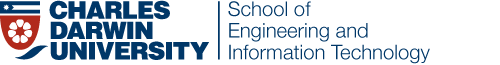 CHARLES
DARWIN
UNIVERSITY
School of
Engineering and
Information Technology